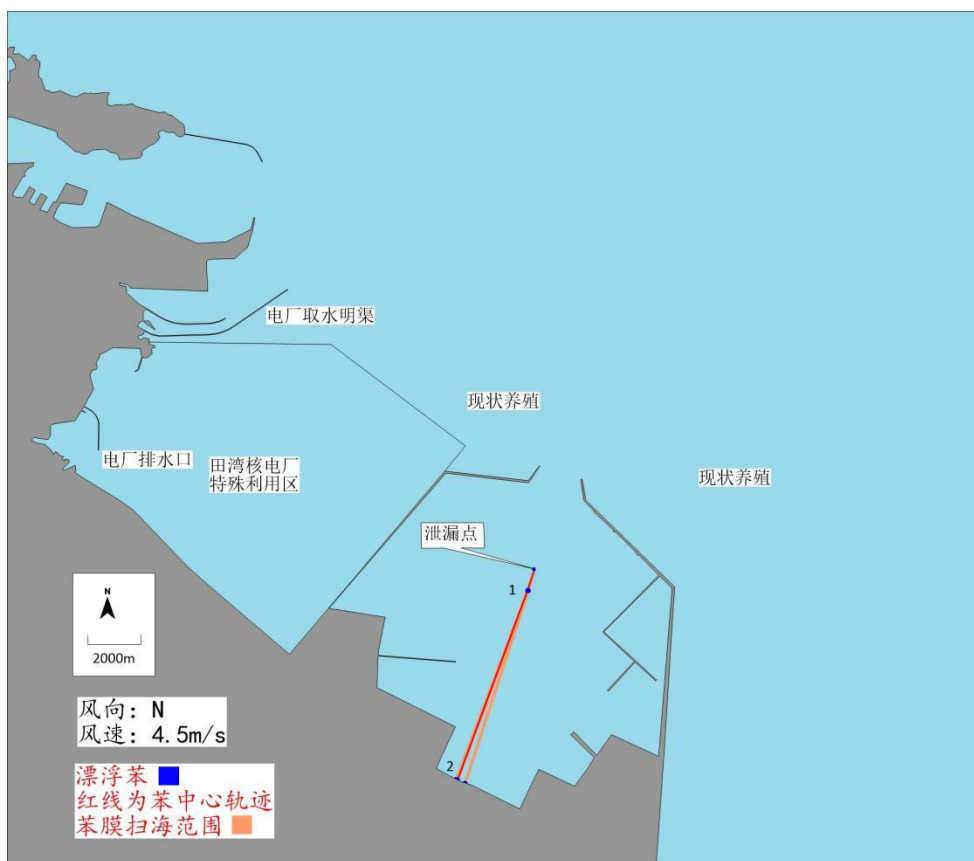 电厂取水明渠
现状养殖
电厂排水口
田湾核电厂
特殊利用区
现状养殖
泄漏点
1
N
2000m
风向: N
风速: 4.5m/s
2
漂浮苯
红线为苯中心轨迹
苯膜扫海范围